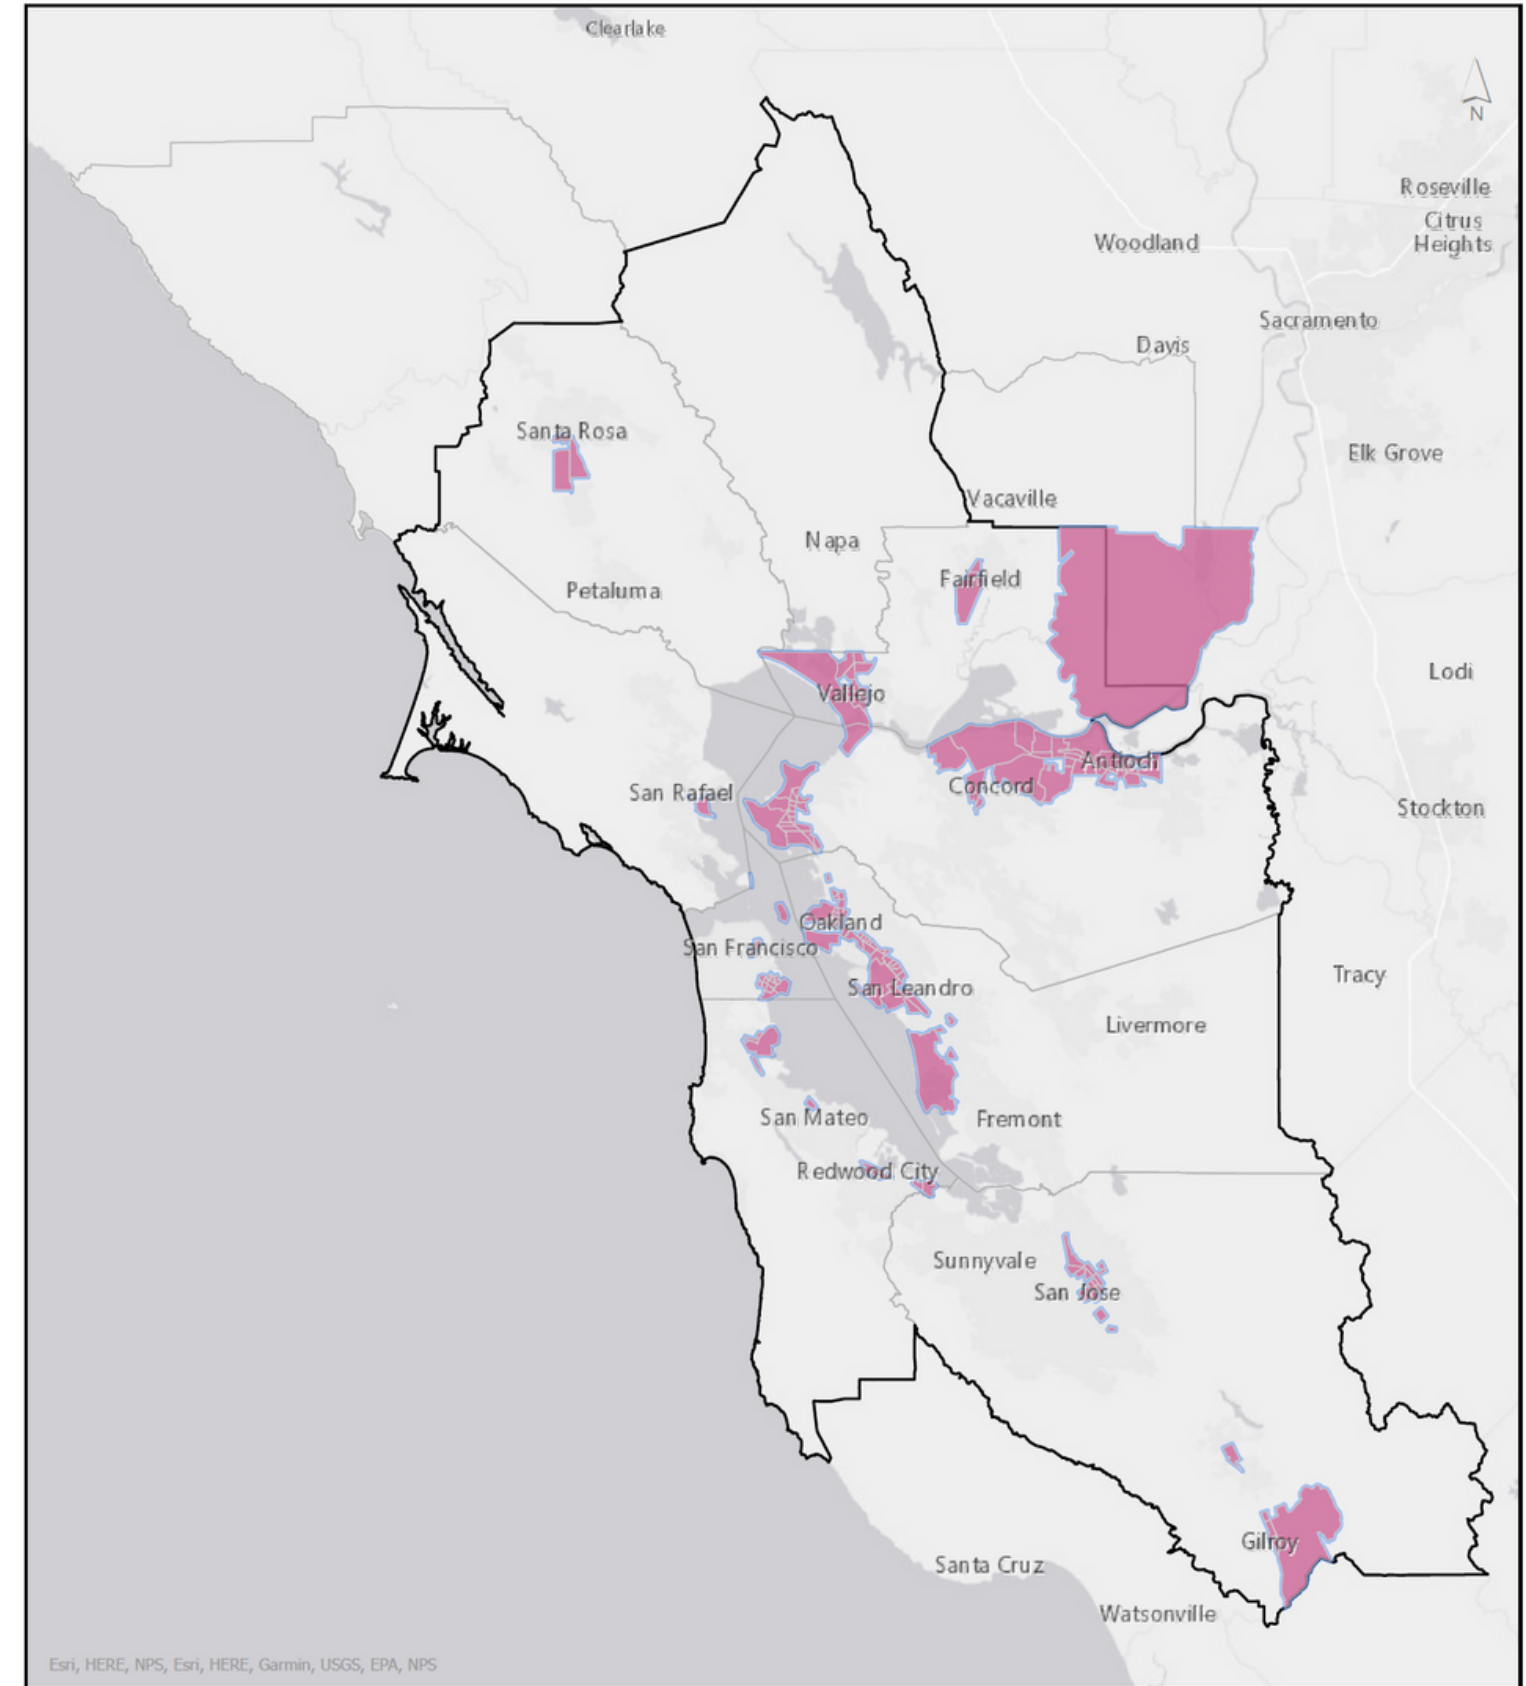 Clearlake
N
Roseville
Citrus
Heights
Woodland
Sacramento
Davis
Santa Rosa
Elk Grove
Vacaville
Napa
Fairfield
Petaluma
Lodi
Vallejo
Antioch
Concord
San Rafael
Stockton
Oakland
San Francisco
Tracy
San Leandro
Livermore
San Mateo
Fremont
Redwood City
Sunnyvale
San Jose
Gilroy
Santa Cruz
Watsonville
Esri, HERE, NPS, Esri, HERE, Garmin, USGS, EPA, NPS